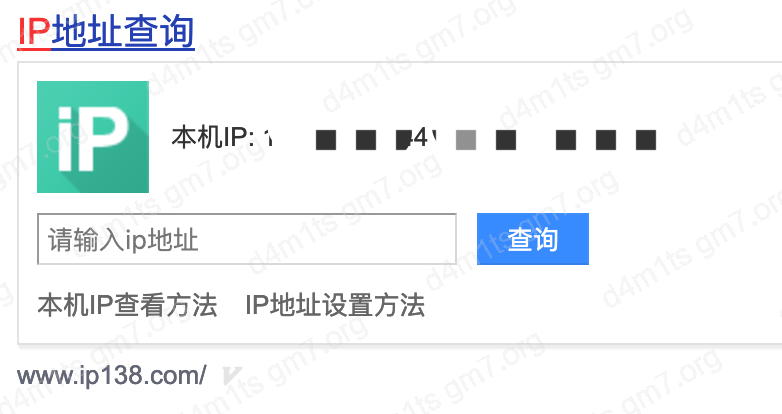 IP地址查询
iP
本机IP:
请输入ip地址
查询
本机IP查看方法 IP地址设置方法
www.ip138.com/
d4m1ts gm7.org